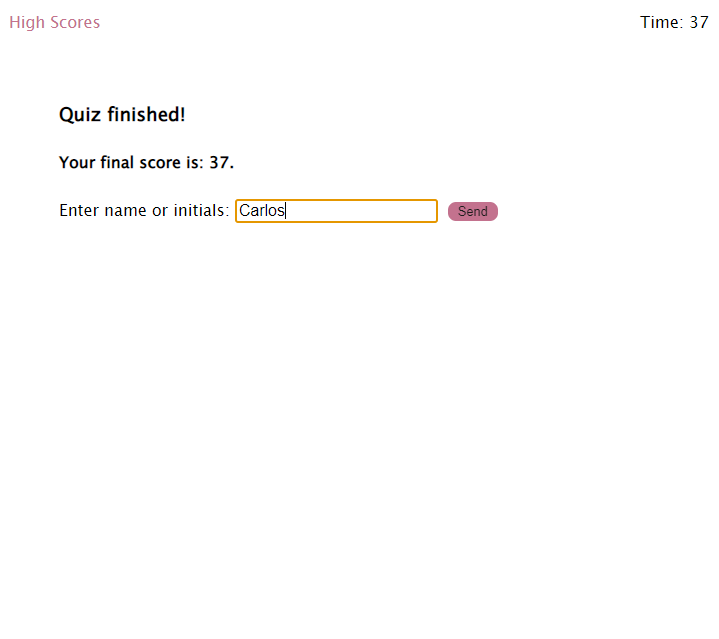 High Scores Time: 37
Quiz finished!
Your final score is: 37.
Enter name or initials: Carlos Send